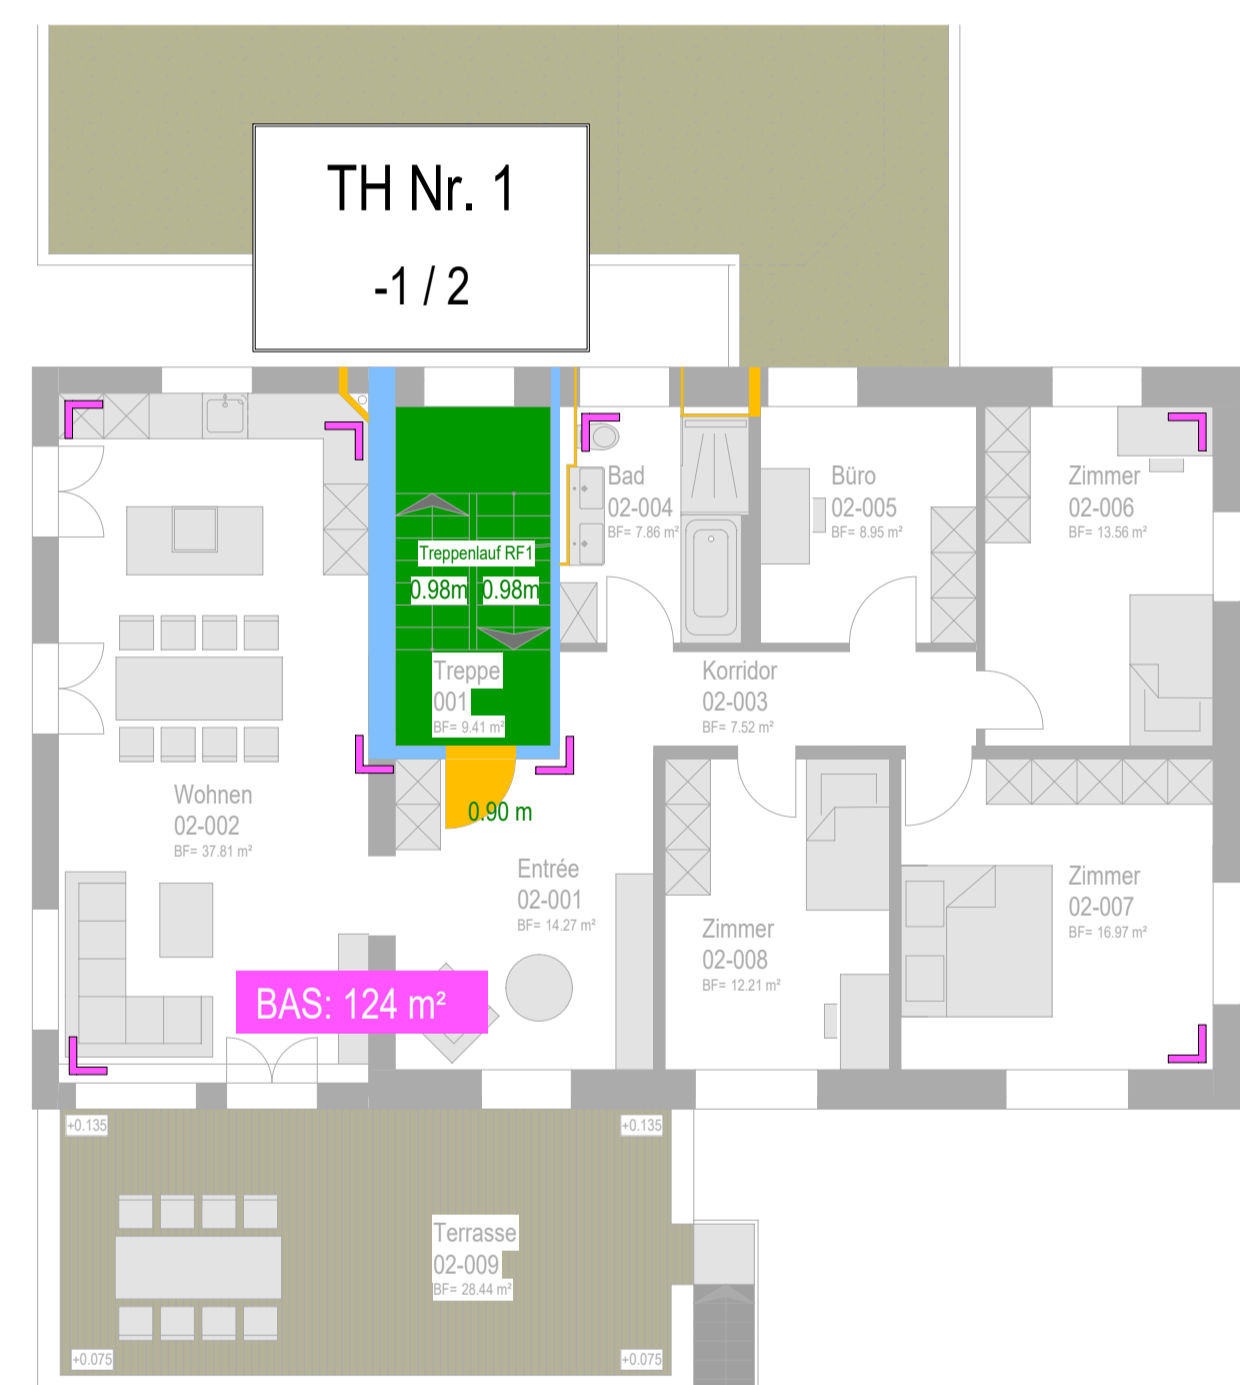 TH Nr. 1
-1 / 2
Bad
02-004
BF= 7.86 m²
Büro
02-005
BF= 8.95 m²
Zimmer
02-006
BF= 13.56 m²
Treppenlauf RF1
0.98m
0.98m
Treppe
001
BF= 9.41 m²
Korridor
02-003
BF= 7.52 m²
Wohnen
02-002
BF= 37.81 m²
0.90 m
Entrée
02-001
BF= 14.27 m²
Zimmer
02-008
BF= 12.21 m²
Zimmer
02-007
BF= 16.97 m²
BAS: 124 m²
+0.135
+0.135
Terrasse
02-009
BF= 28.44 m²
+0.075
+0.075